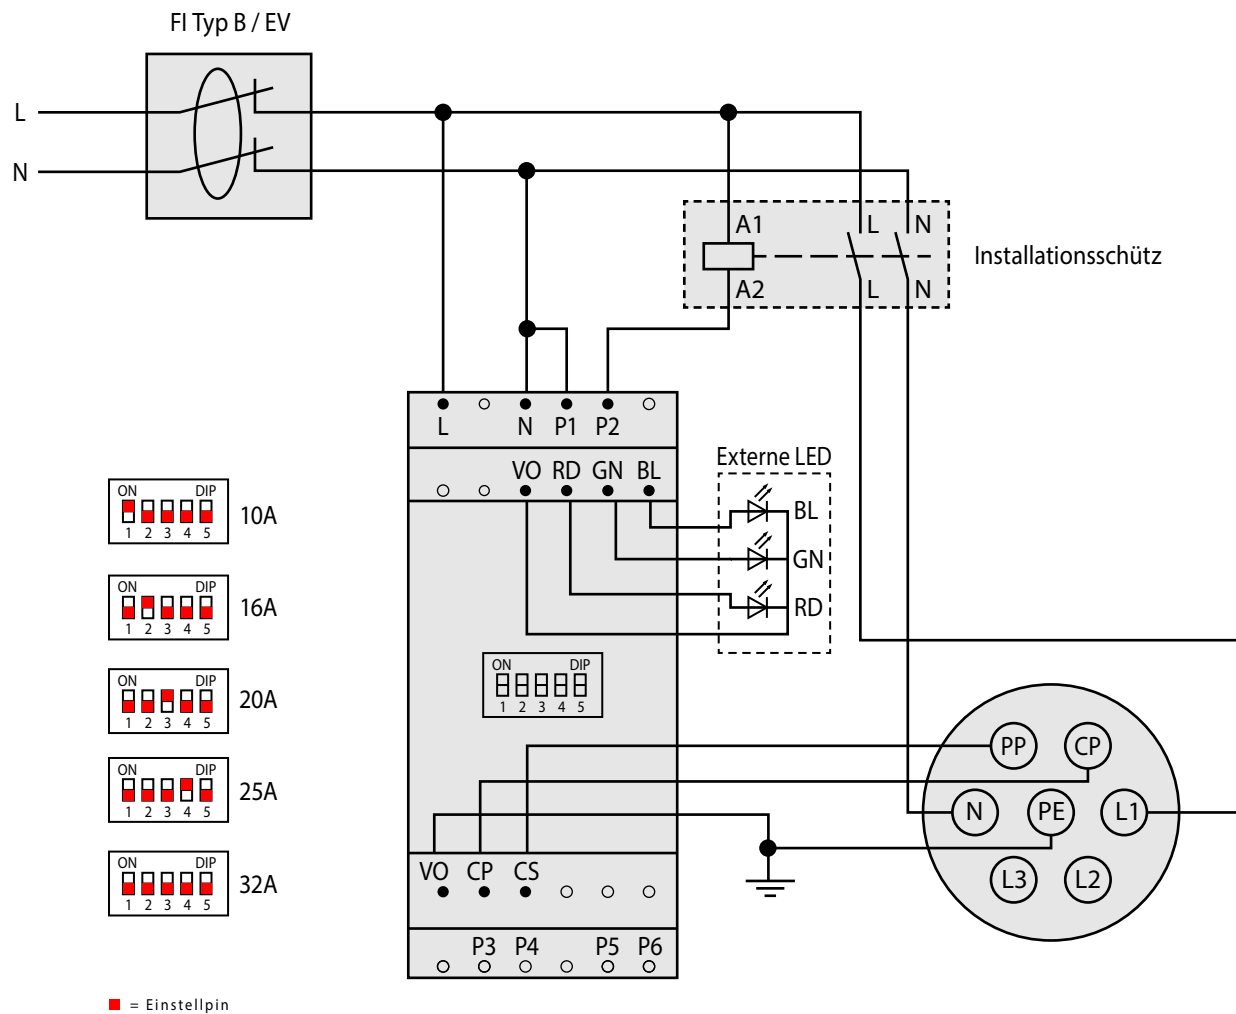 FI Typ B / EV
L
N
A1 L N
Installationsschütz
A2 L N
L N P1 P2
VO RD GN BL
Externe LED
BL
GN
RD
ON DIP
1 2 3 4 5
10A
ON DIP
1 2 3 4 5
16A
ON DIP
1 2 3 4 5
20A
ON DIP
1 2 3 4 5
25A
ON DIP
1 2 3 4 5
32A
ON DIP
1 2 3 4 5
PP CP
N PE L1
L3 L2
VO CP CS
P3 P4 P5 P6
= Einstellpin